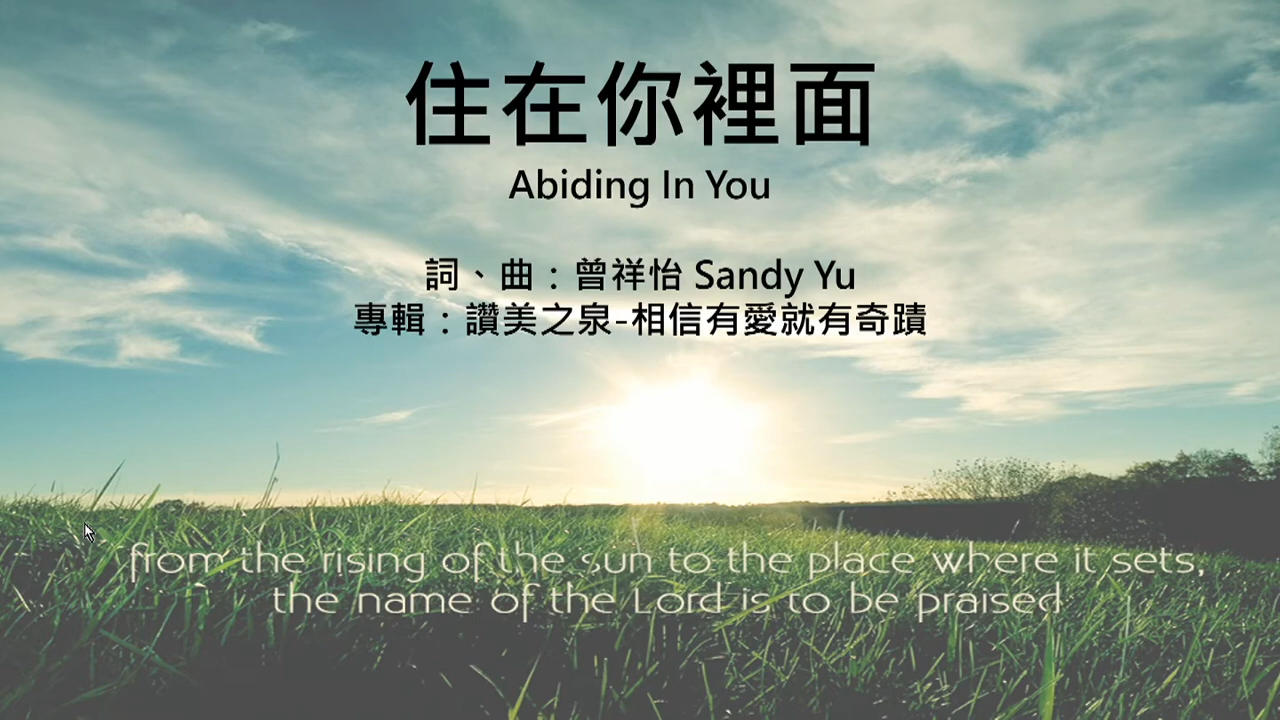 住在你裡面
Abiding In You
詞、曲：曾祥怡 Sandy Yu
專輯：讚美之泉-相信有愛就有奇蹟
from the rising of the sun to the place where it sets,
the name of the Lord is to be praised